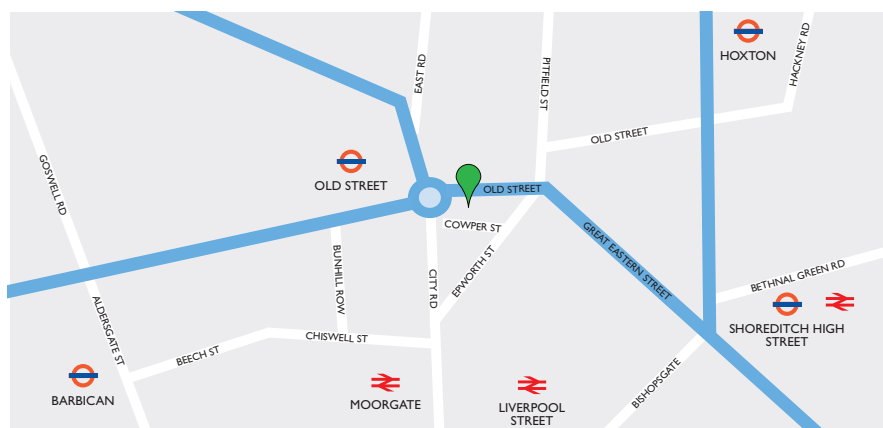 HOXTON
HACKNEY RD
EAST RD
PITFIELD ST
OLD STREET
OLD STREET
OLD STREET
GOSWELL RD
COWPER ST
GREAT EASTERN STREET
BUNHILL ROW
CITY RD
EPWORTH ST
BETHNAL GREEN RD
ALDERSGATE ST
SHOREDITCH HIGH
STREET
CHISWELL ST
BEECH ST
BISHOPSGATE
BARBICAN
MOORGATE
LIVERPOOL
STREET